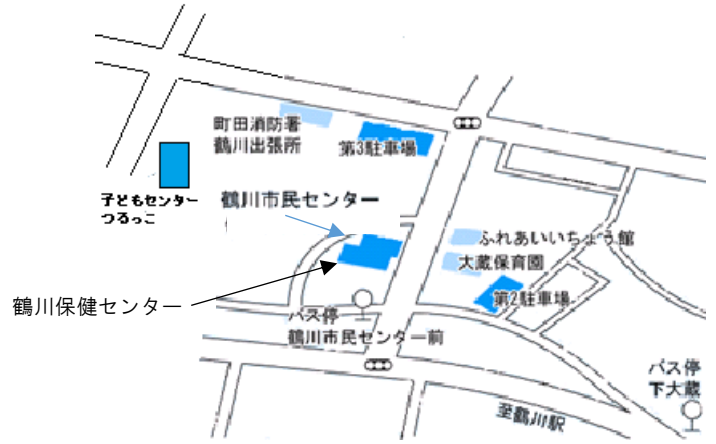 町田消防署
鶴川出張所
第3駐車場
子どもセンター
つるっこ
鶴川市民センター
ふれあいいちょう館
大蔵保育園
鶴川保健センター
第2駐車場
バス停
鶴川市民センター前
バス停
下大蔵
至鶴川駅